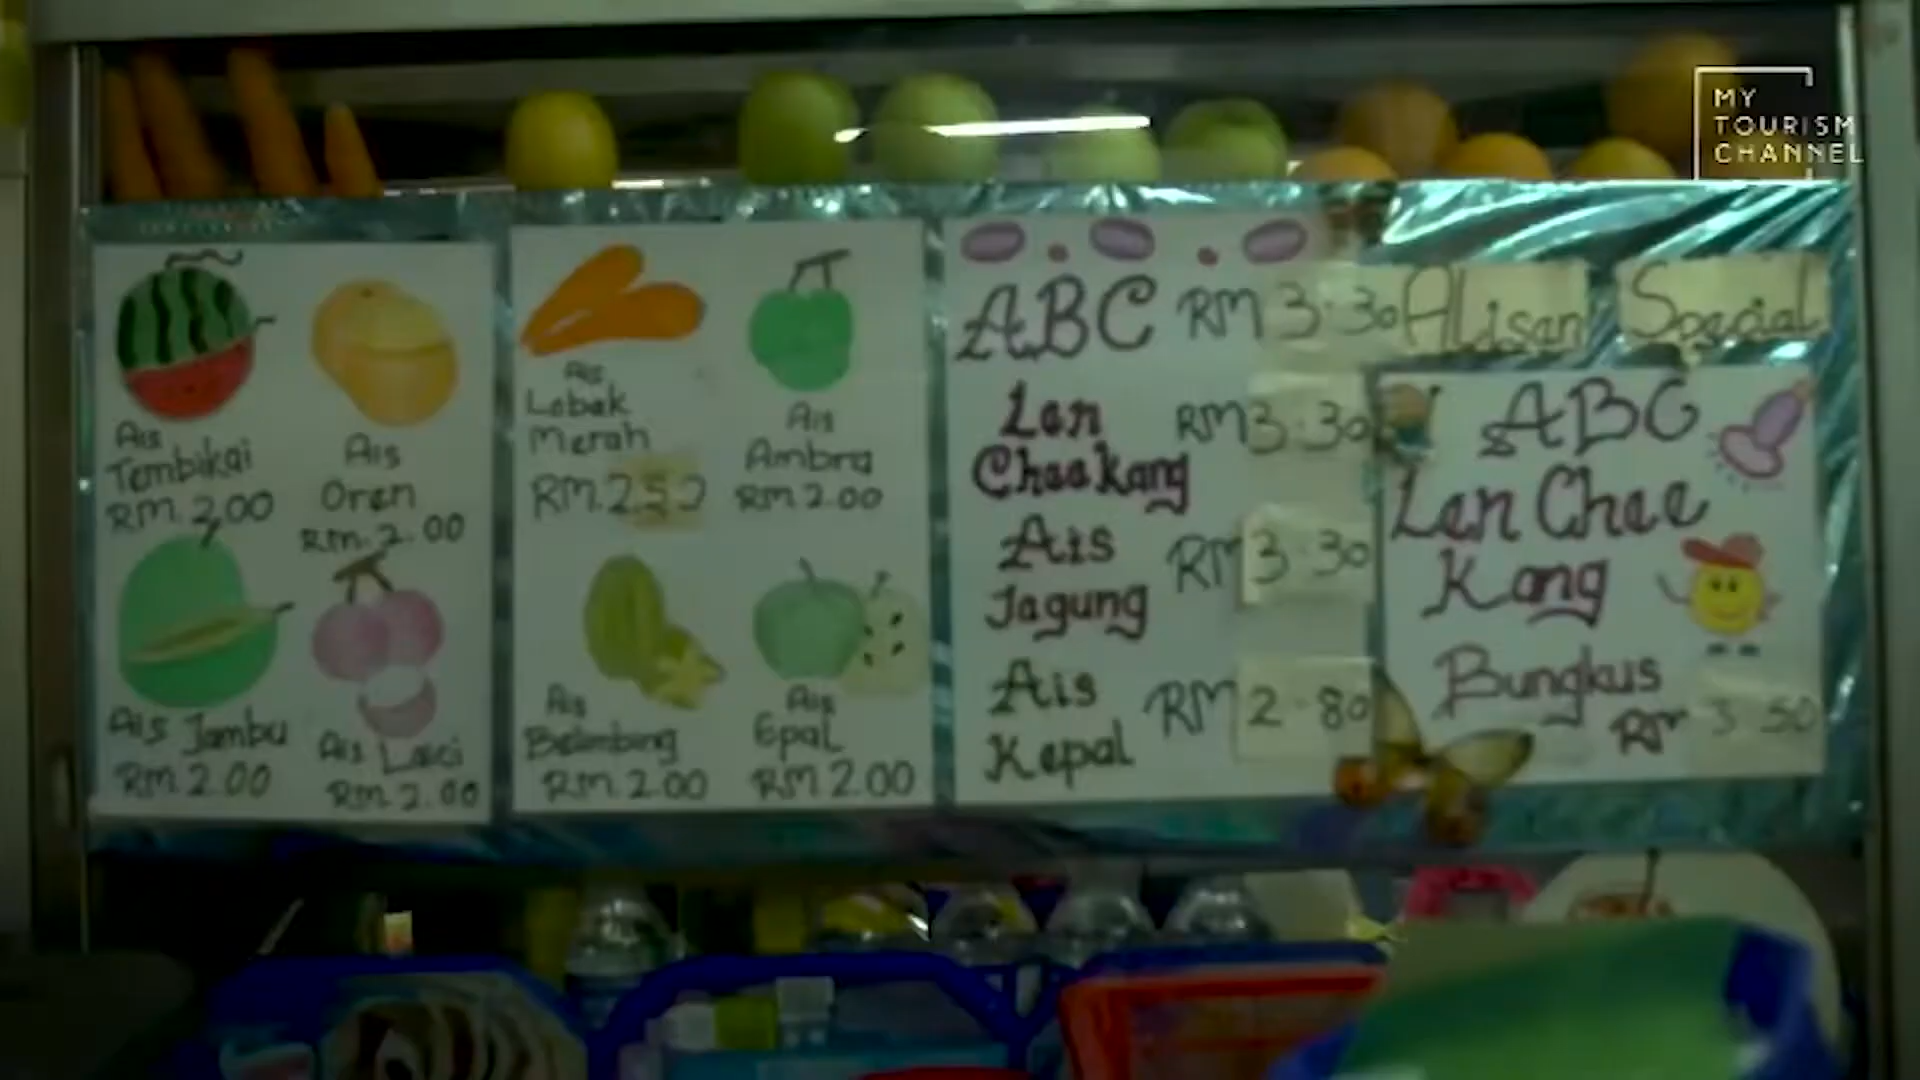 MY
TOURISM
CHANNEL
Ais
Tembikai
RM.2.00
Ais
Oren
RM.2.00
Ais Jambu
RM.2.00
Ais Laici
RM.2.00
Ais
Lobak
Merah
RM.2.50
Ais
Ambra
RM 2.00
Ais
Belimbing
RM 2.00
Ais
Epal
RM 2.00
ABC RM 3.30
Len
Cheekang RM 3.30
Ais
Jagung RM 3.30
Ais
Kepal RM 2.80
Special
ABC
Len Chee
Kang
Bungkus
RM 3.50